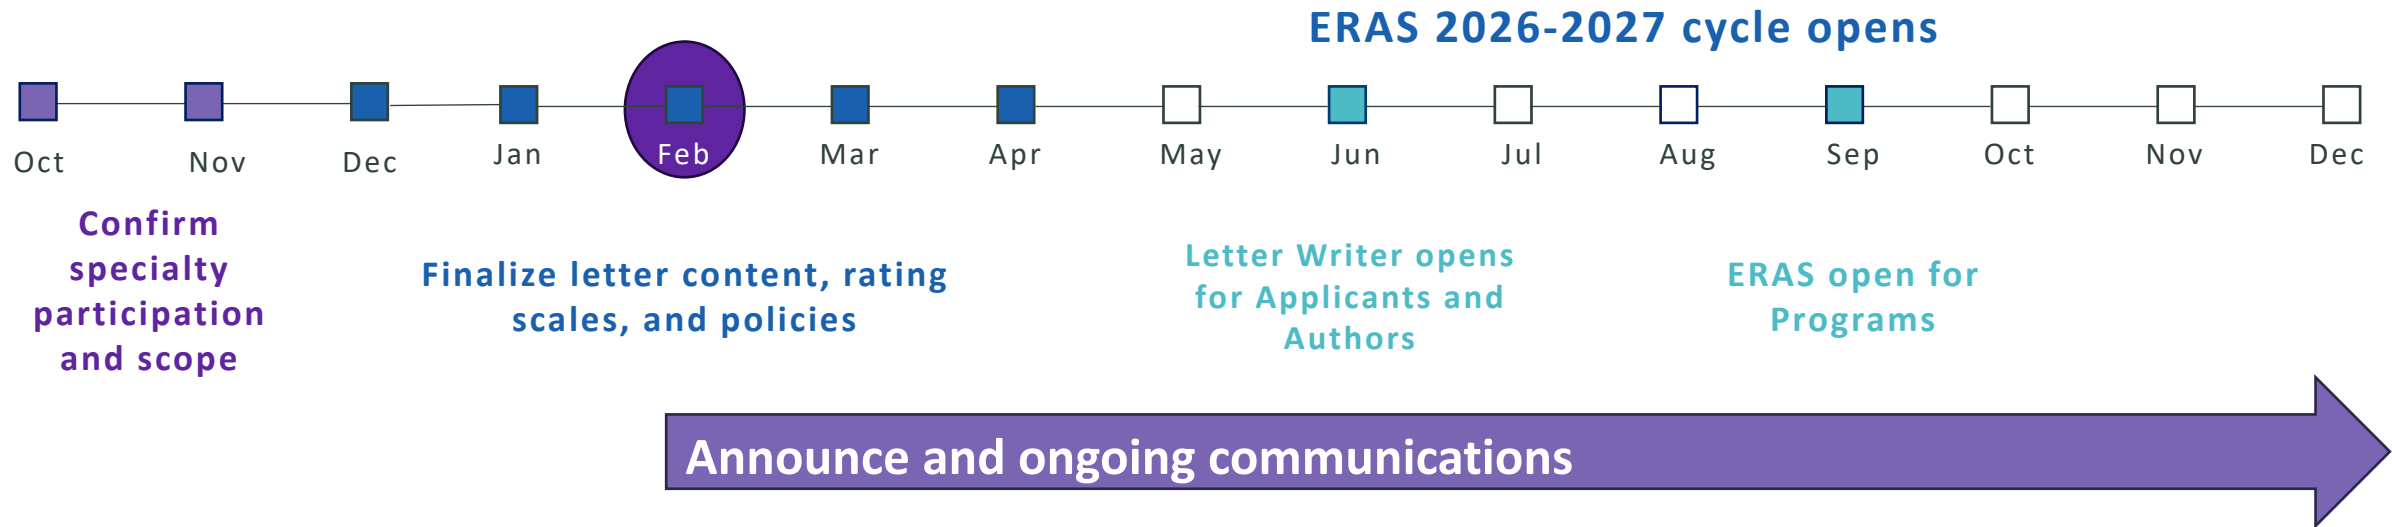 ERAS 2026-2027 cycle opens
Oct Nov Dec Jan Feb Mar Apr May Jun Jul Aug Sep Oct Nov Dec
Confirm
specialty
participation
and scope
Finalize letter content, rating
scales, and policies
Letter Writer opens
for Applicants and
Authors
ERAS open for
Programs
Announce and ongoing communications